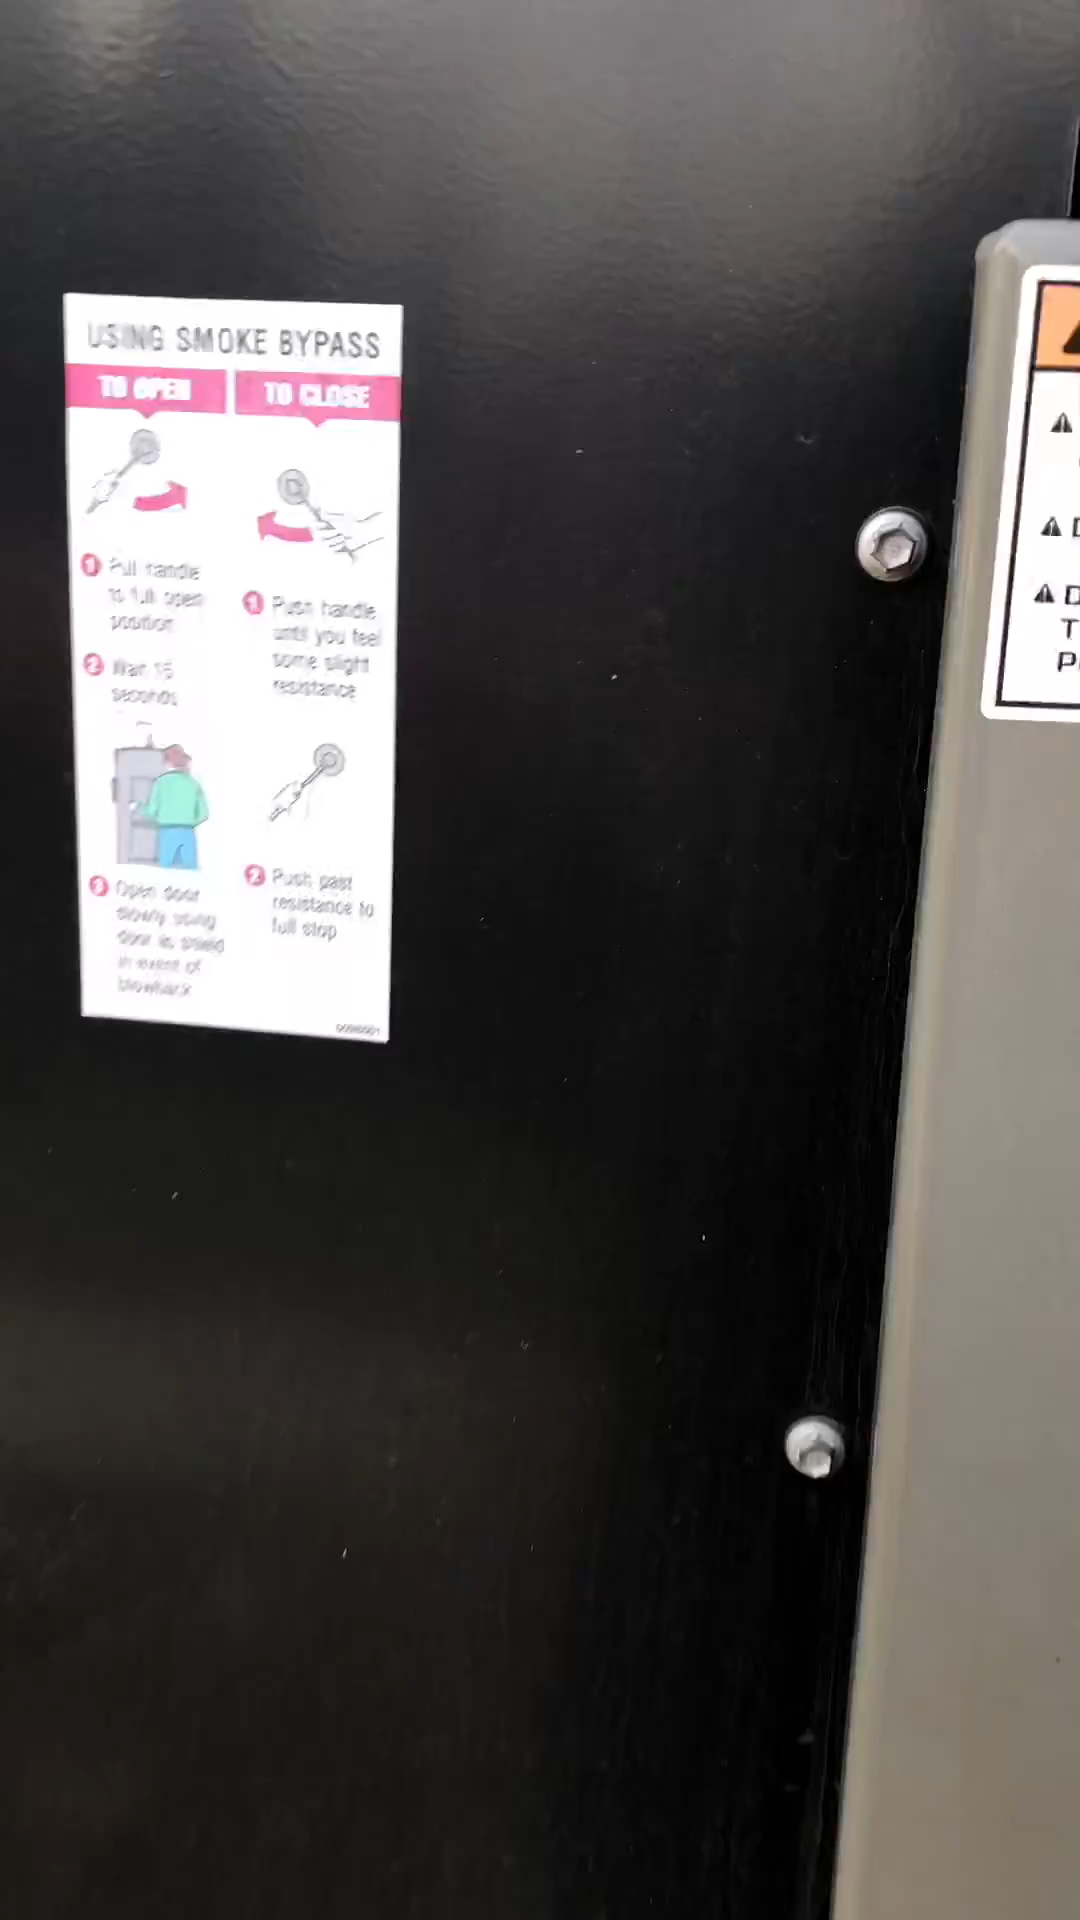 USING SMOKE BYPASS
TO OPEN
1 Pull handle
to full open
position
2 Wait 15
seconds
3 Open door
slowly using
door as shield
in event of
blowback
TO CLOSE
1 Push handle
until you feel
some slight
resistance
2 Push past
resistance to
full stop
D
T